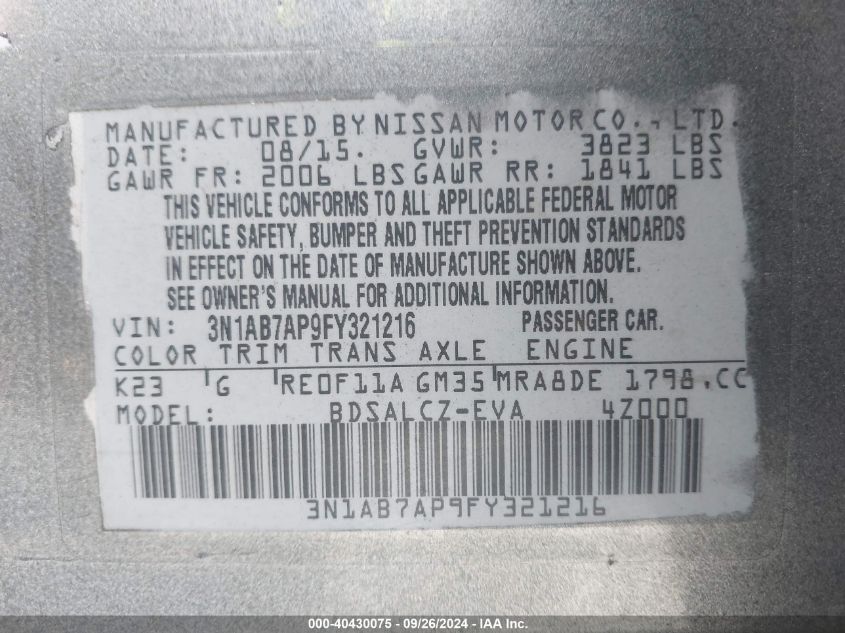 MANUFACTURED BY NISSAN MOTOR CO., LTD.
DATE: 08/15. GVWR: 3823 LBS
GAWR FR: 2006 LBS GAWR RR: 1841 LBS
THIS VEHICLE CONFORMS TO ALL APPLICABLE FEDERAL MOTOR
VEHICLE SAFETY, BUMPER AND THEFT PREVENTION STANDARDS
IN EFFECT ON THE DATE OF MANUFACTURE SHOWN ABOVE.
SEE OWNER'S MANUAL FOR ADDITIONAL INFORMATION.
VIN: 3N1AB7AP9FY321216 PASSENGER CAR.
COLOR TRIM TRANS AXLE ENGINE
K23 G RE0F11A GM35 MRA8DE 1798.CC
MODEL: BDSALCZ-EVA 4Z000
3N1AB7AP9FY321216
000-40430075 - 09/26/2024 - IAA Inc.